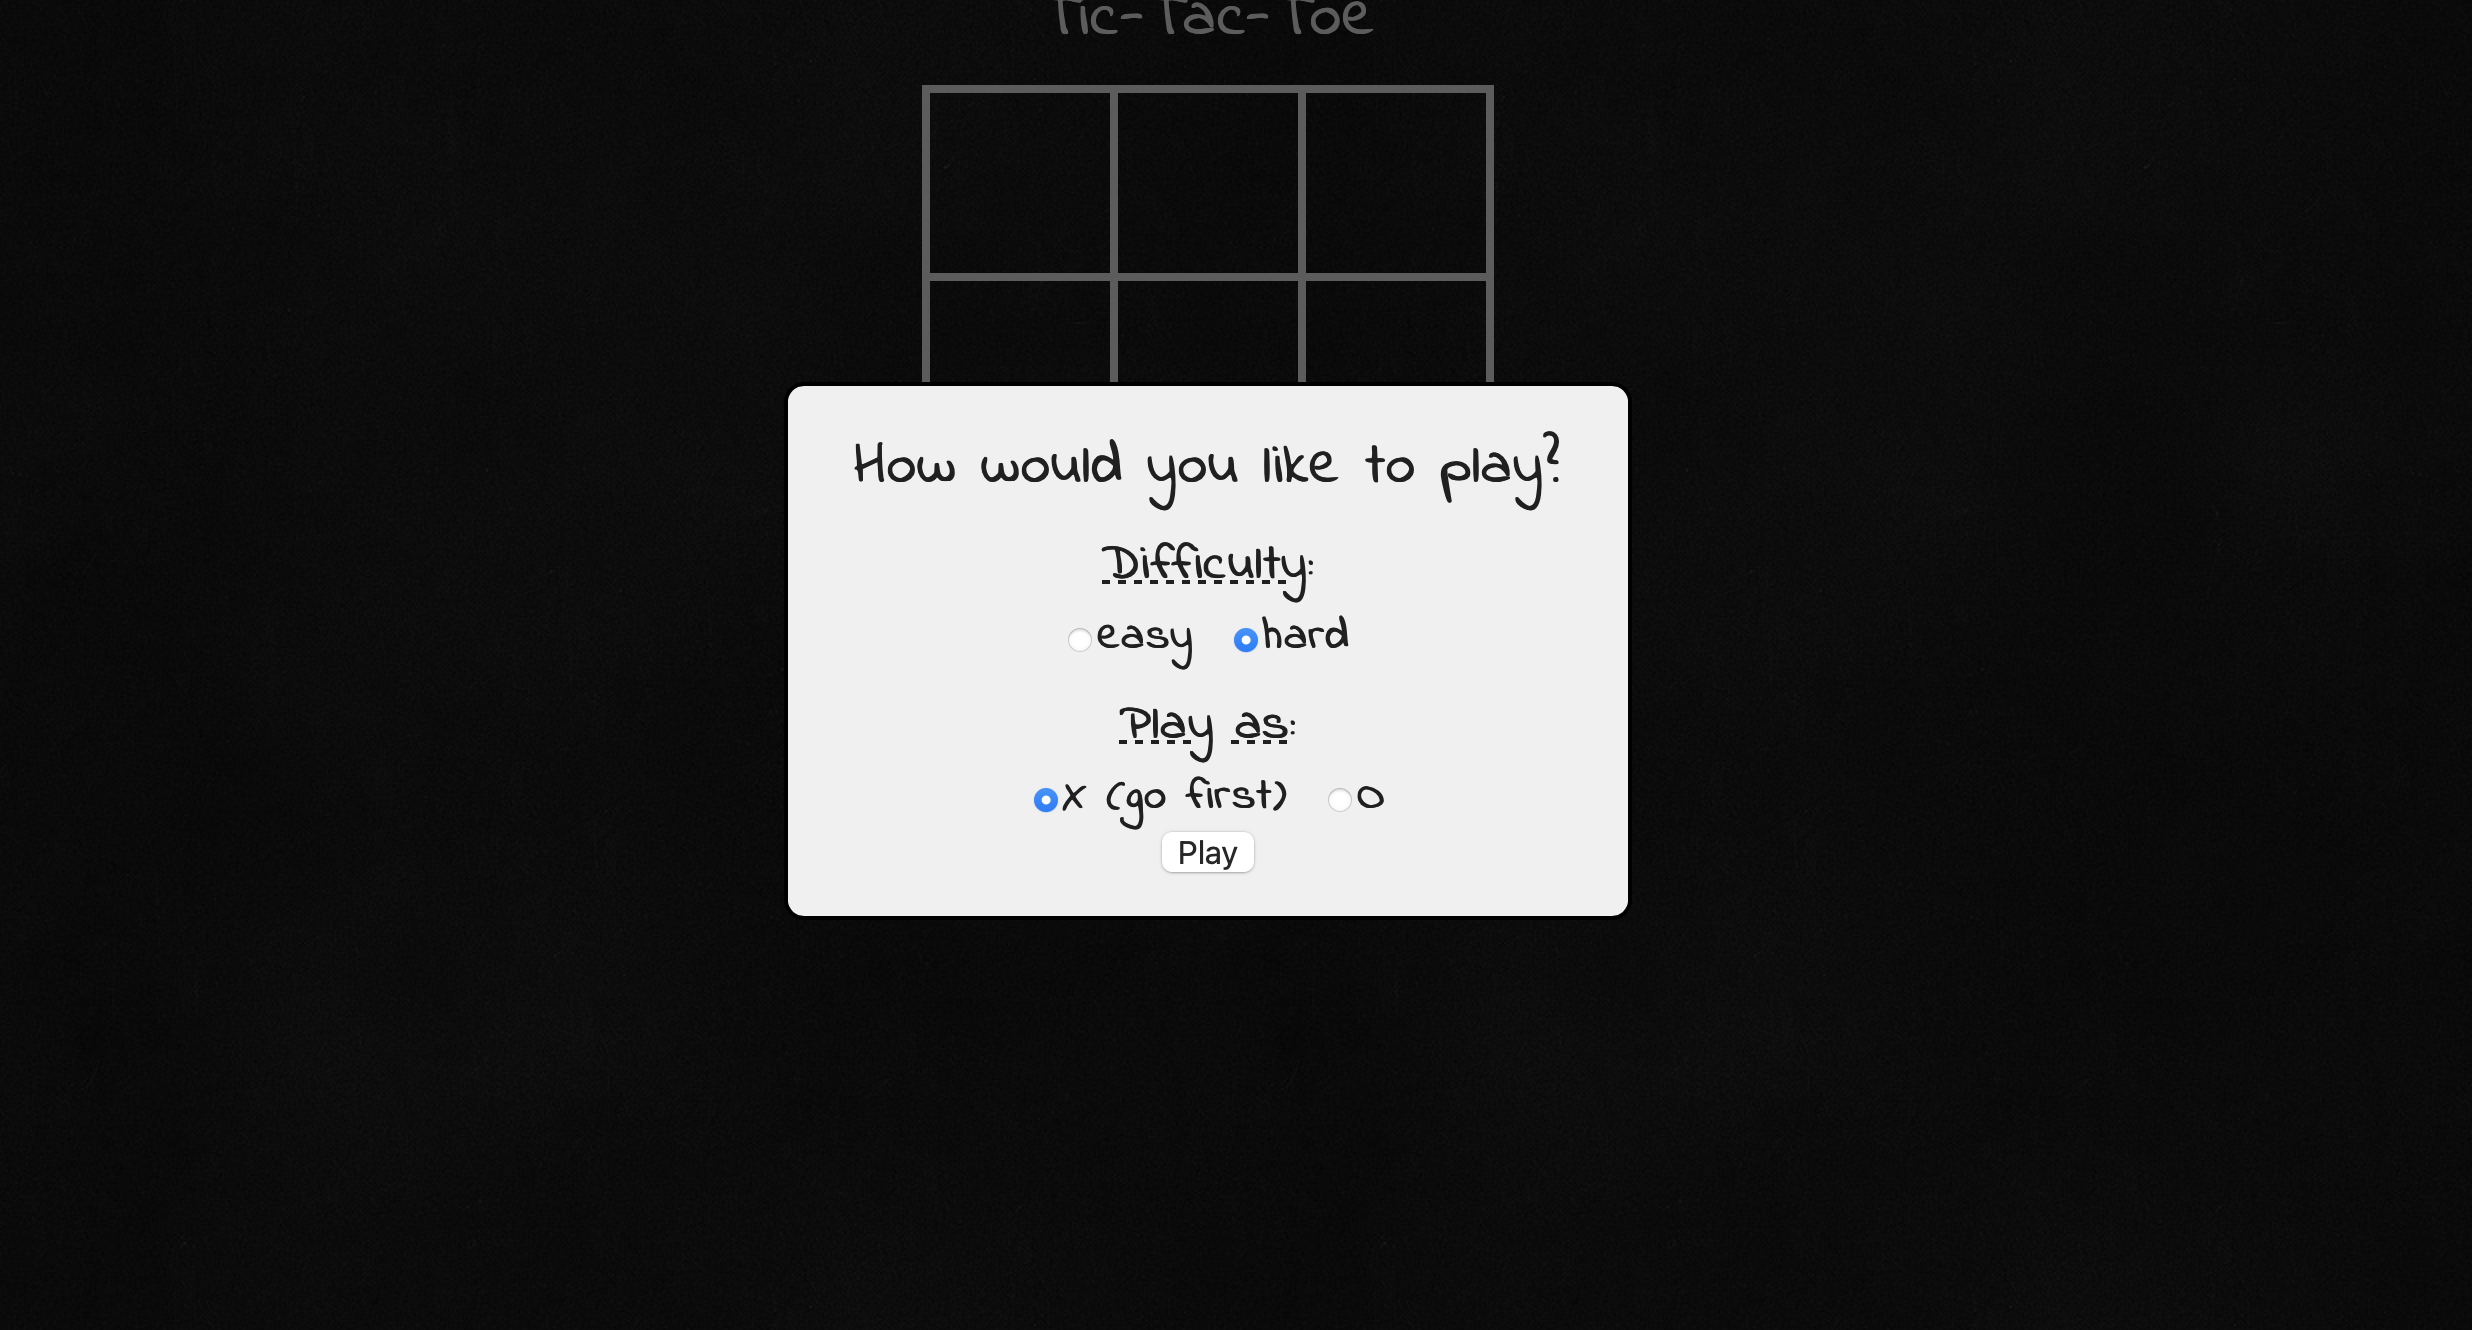 Tic-Tac-Toe
How would you like to play?
Difficulty:
easy hard
Play as:
X (go first) O
Play